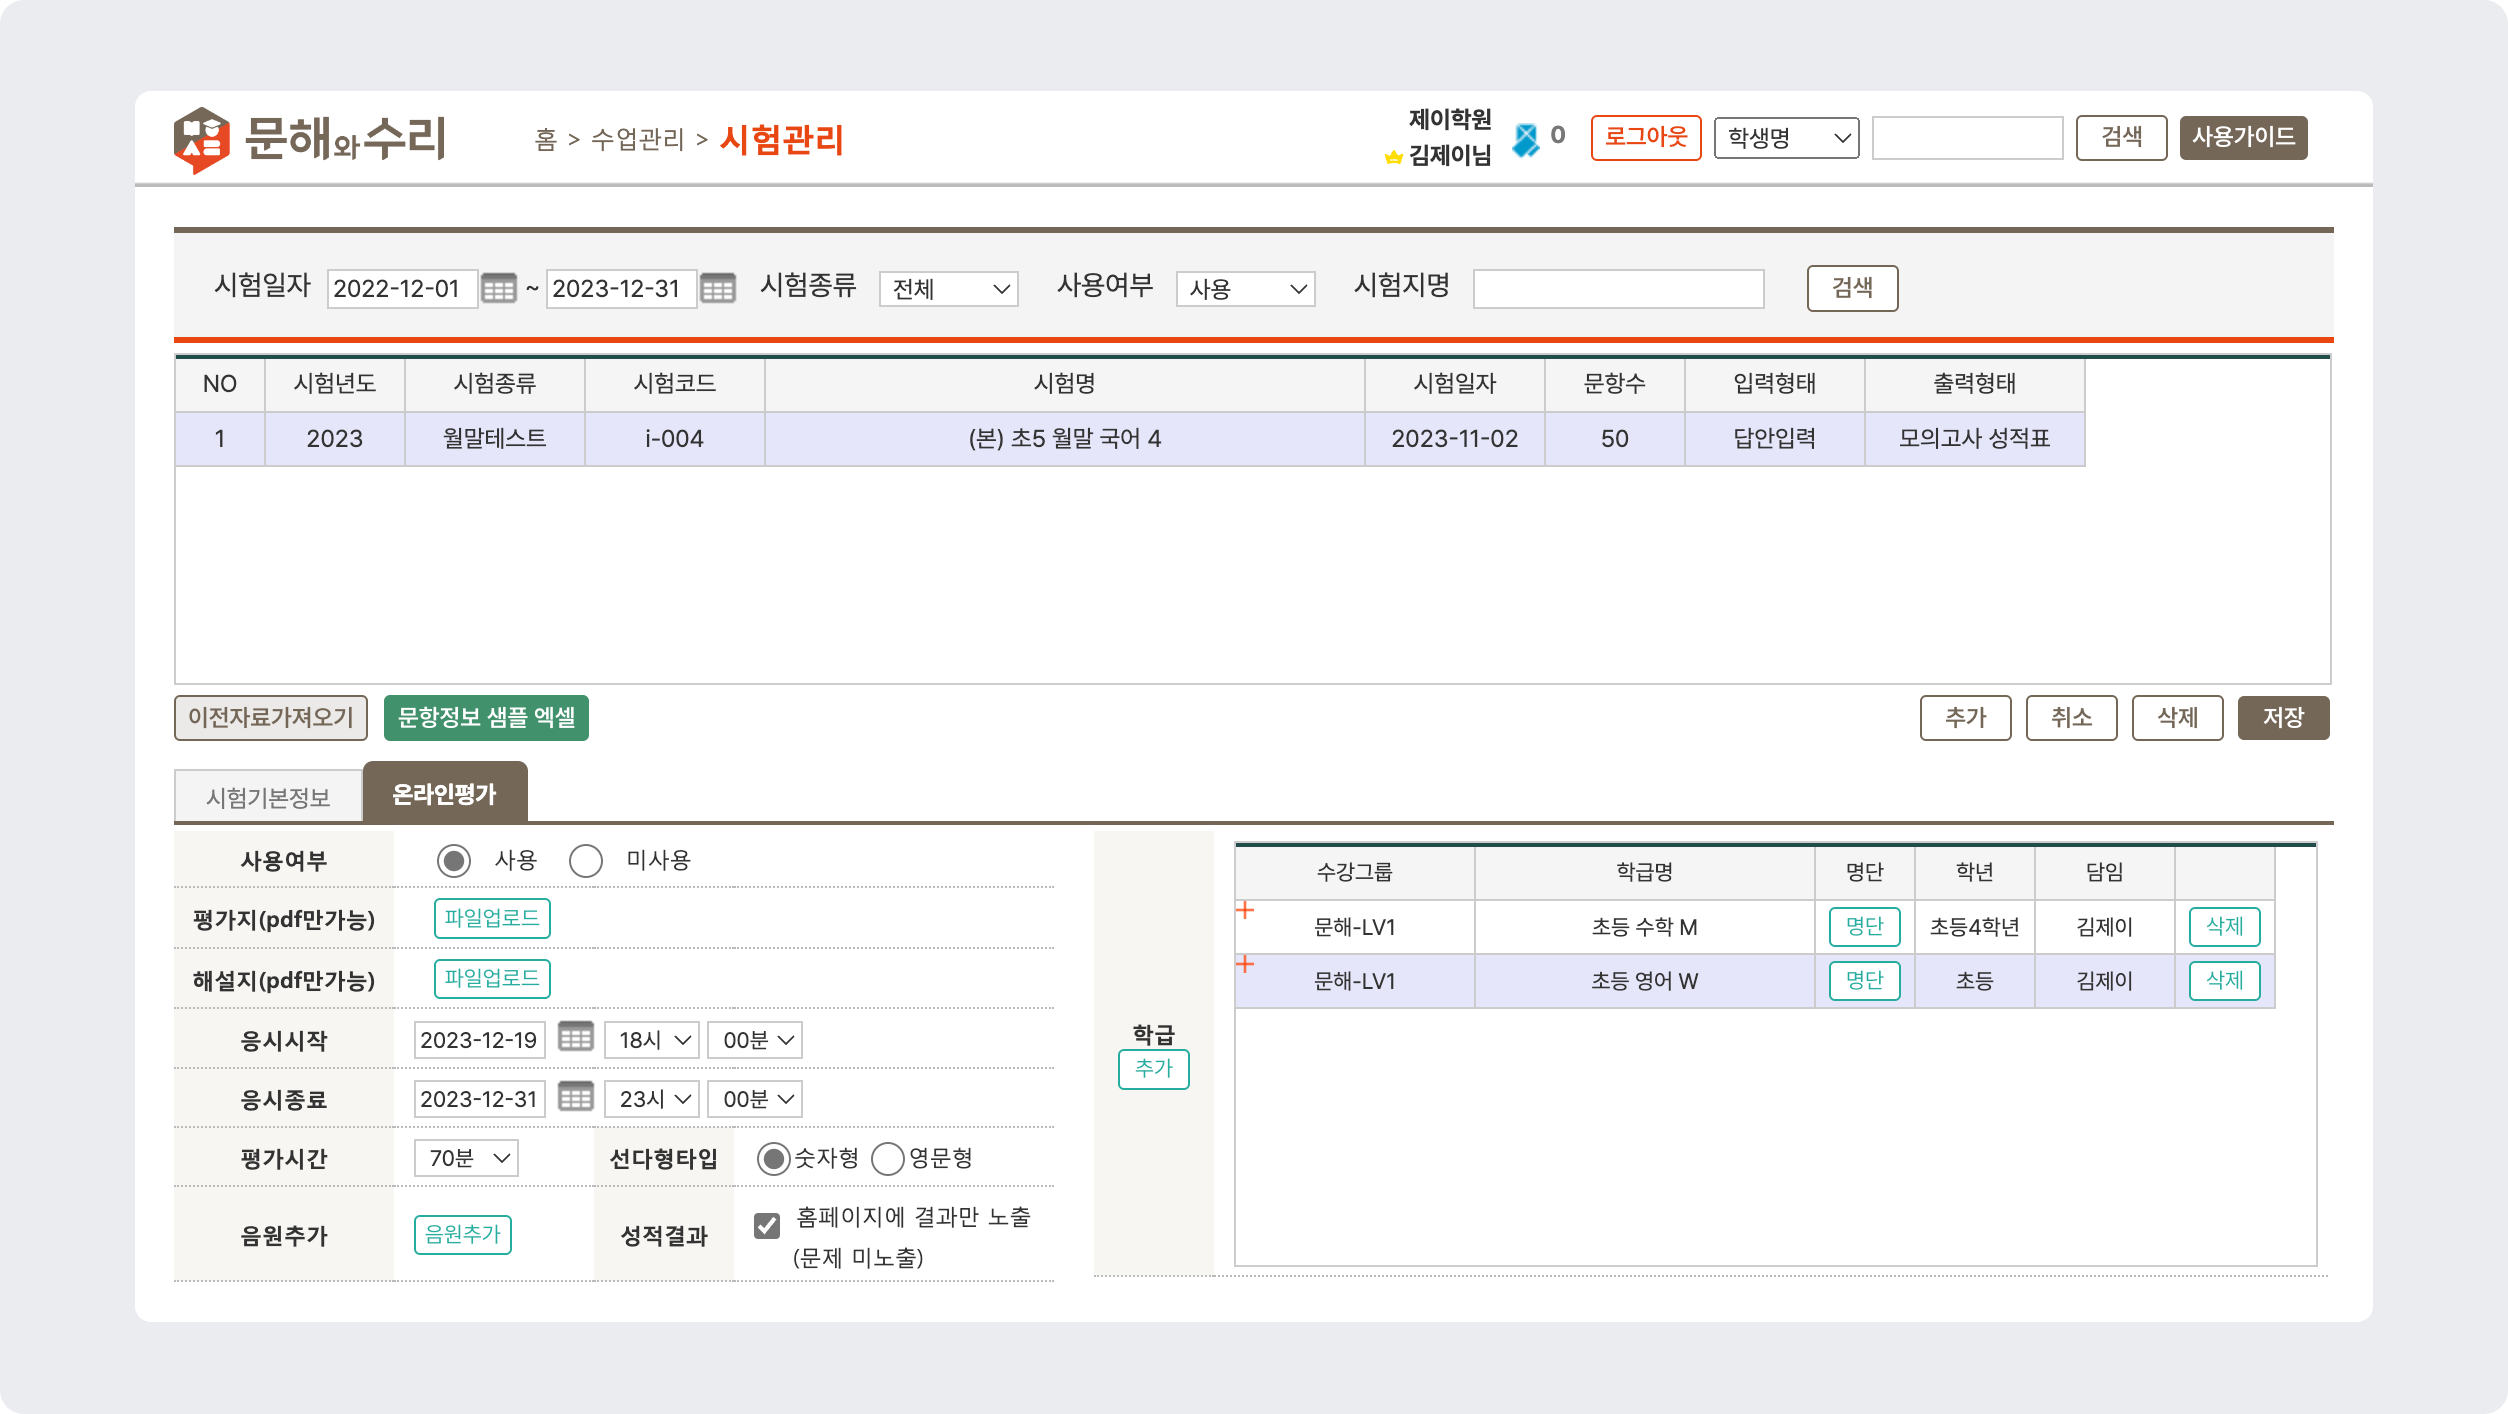 문해와수리
홈 > 수업관리 > 시험관리
제이학원
김제이님
0
로그아웃
학생명
검색
사용가이드
시험일자 2022-12-01 ~ 2023-12-31 시험종류 전체 사용여부 사용 시험지명 검색
NO 시험년도 시험종류 시험코드 시험명 시험일자 문항수 입력형태 출력형태
1 2023 월말테스트 i-004 (본) 초5 월말 국어 4 2023-11-02 50 답안입력 모의고사 성적표
이전자료가져오기 문항정보 샘플 엑셀 추가 취소 삭제 저장
시험기본정보 온라인평가
사용여부 사용 미사용
평가지(pdf만가능) 파일업로드
해설지(pdf만가능) 파일업로드
응시시작 2023-12-19 18시 00분
응시종료 2023-12-31 23시 00분
평가시간 70분 선다형타입 숫자형 영문형
음원추가 음원추가 성적결과 홈페이지에 결과만 노출
(문제 미노출)
학급
추가
수강그룹 학급명 명단 학년 담임
문해-LV1 초등 수학 M 명단 초등4학년 김제이 삭제
문해-LV1 초등 영어 W 명단 초등 김제이 삭제